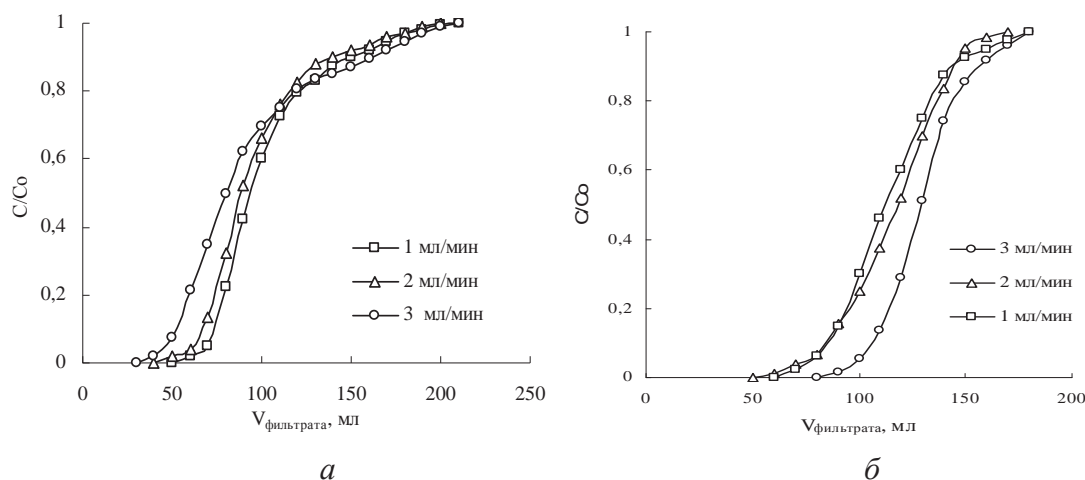 1
0,8
0,6
0,4
0,2
0
C/Co
1 мл/мин
2 мл/мин
3 мл/мин
0 50 100 150 200 250
Vфильтрата, мл
а
1
0,8
0,6
0,4
0,2
0
C/Co
3 мл/мин
2 мл/мин
1 мл/мин
0 50 100 150 200
Vфильтрата, мл
б